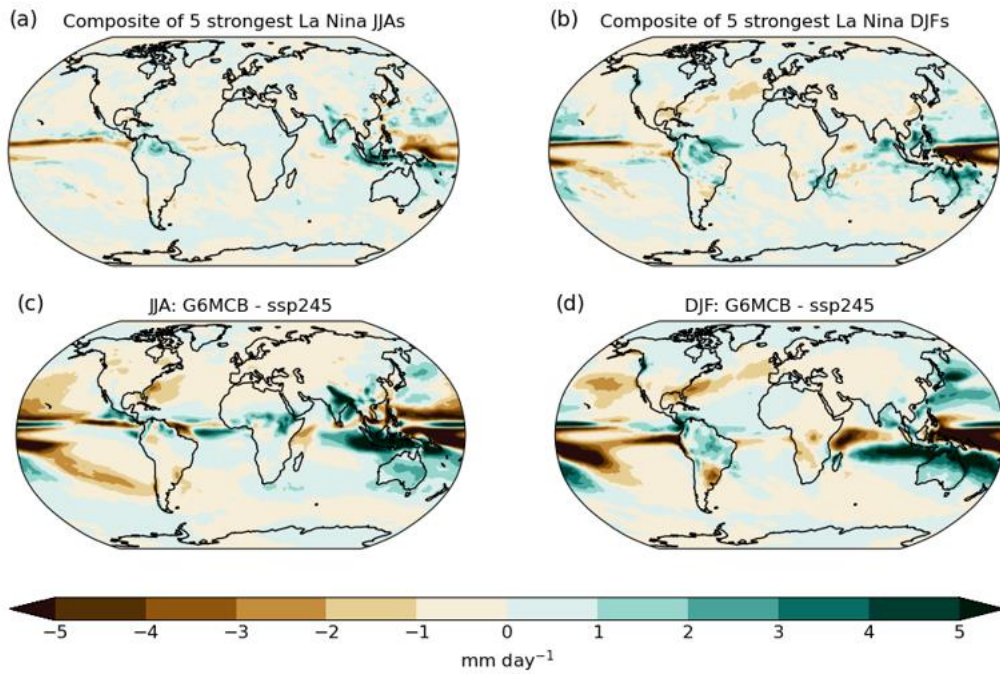 (a) Composite of 5 strongest La Nina JJAs
(b) Composite of 5 strongest La Nina DJFs
(c) JJA: G6MCB - ssp245
(d) DJF: G6MCB - ssp245
−5 −4 −3 −2 −1 0 1 2 3 4 5
mm day⁻¹